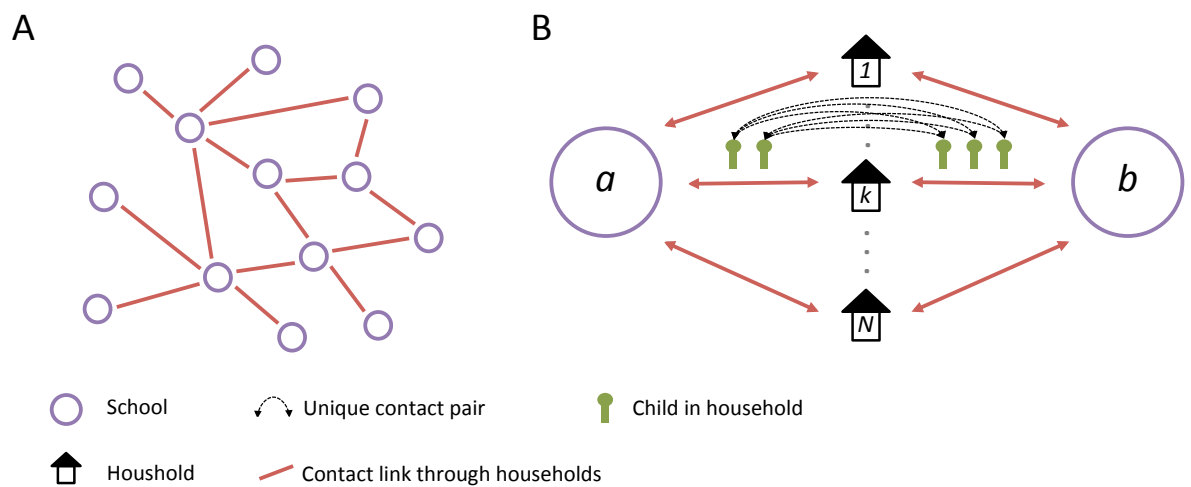 A
B
1
a
k
b
N
School
Unique contact pair
Child in household
Houshold
Contact link through households